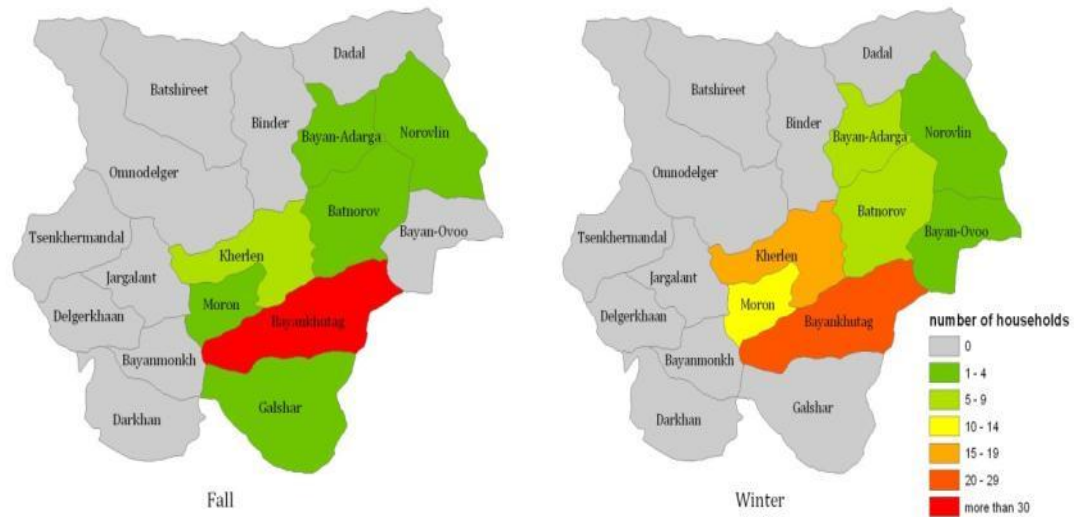 Dadal
Batshireet
Binder
Bayan-Adarga
Norovlin
Omnodelger
Batnorov
Tsenkhermandal
Bayan-Ovoo
Kherlen
Jargalant
Moron
Delgerkhaan
Bayankhutag
Bayanmonkh
Darkhan
Galshar
Fall
Dadal
Batshireet
Binder
Bayan-Adarga
Norovlin
Omnodelger
Batnorov
Tsenkhermandal
Bayan-Ovoo
Kherlen
Jargalant
Moron
Delgerkhaan
Bayankhutag
Bayanmonkh
Darkhan
Galshar
Winter
number of households
0
1 - 4
5 - 9
10 - 14
15 - 19
20 - 29
more than 30